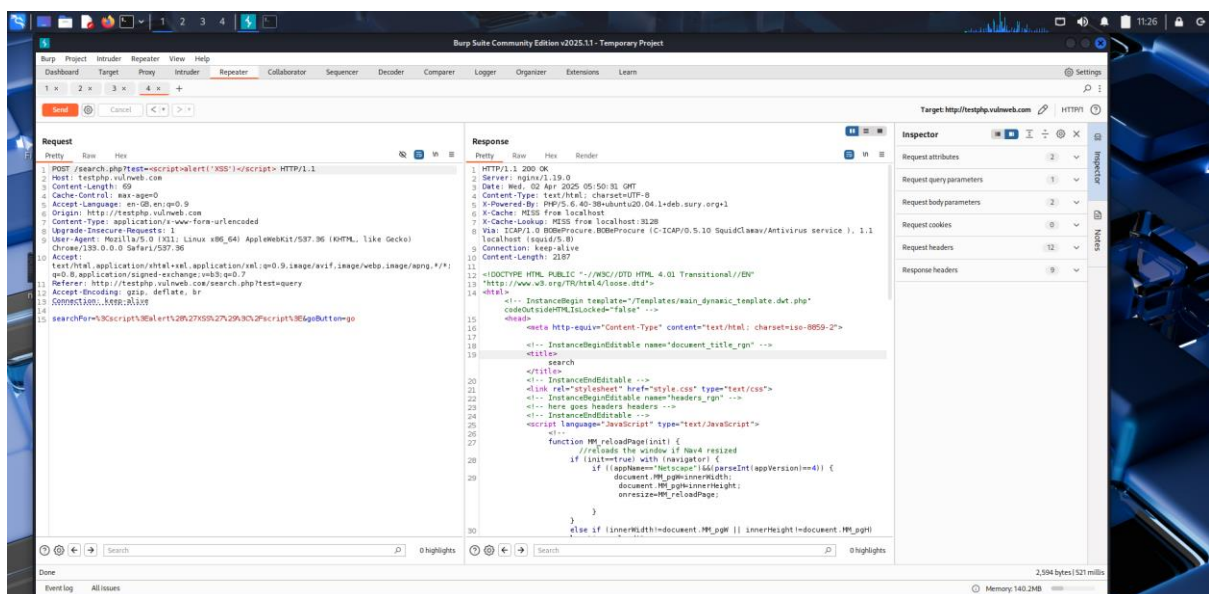 1 2 3 4
11:26
Burp Suite Community Edition v2025.1.1 - Temporary Project
Burp Project Intruder Repeater View Help
Dashboard Target Proxy Intruder Repeater Collaborator Sequencer Decoder Comparer Logger Organizer Extensions Learn
Settings
1 × 2 × 3 × 4 × +
Send Cancel < >
Target: http://testphp.vulnweb.com HTTP/1
Request
Pretty Raw Hex
1 POST /search.php?test=<script>alert('XSS')</script> HTTP/1.1
2 Host: testphp.vulnweb.com
3 Content-Length: 69
4 Cache-Control: max-age=0
5 Accept-Language: en-GB,en;q=0.9
6 Origin: http://testphp.vulnweb.com
7 Content-Type: application/x-www-form-urlencoded
8 Upgrade-Insecure-Requests: 1
9 User-Agent: Mozilla/5.0 (X11; Linux x86_64) AppleWebKit/537.36 (KHTML, like Gecko)
Chrome/133.0.0.0 Safari/537.36
10 Accept:
text/html,application/xhtml+xml,application/xml;q=0.9,image/avif,image/webp,image/apng,*/*;
q=0.8,application/signed-exchange;v=b3;q=0.7
11 Referer: http://testphp.vulnweb.com/search.php?test=query
12 Accept-Encoding: gzip, deflate, br
13 Connection: keep-alive
14
15 searchFor=%3Cscript%3Ealert%28%27XSS%27%29%3C%2Fscript%3E&goButton=go
Search
0 highlights
Response
Pretty Raw Hex Render
1 HTTP/1.1 200 OK
2 Server: nginx/1.19.0
3 Date: Wed, 02 Apr 2025 05:50:31 GMT
4 Content-Type: text/html; charset=UTF-8
5 X-Powered-By: PHP/5.6.40-38+ubuntu20.04.1+deb.sury.org+1
6 X-Cache: MISS from localhost
7 X-Cache-Lookup: MISS from localhost:3128
8 Via: ICAP/1.0 BOBeProcure.BOBeProcure (C-ICAP/0.5.10 SquidClamav/Antivirus service ), 1.1
localhost (squid/5.8)
9 Connection: keep-alive
10 Content-Length: 2187
11
12 <!DOCTYPE HTML PUBLIC "-//W3C//DTD HTML 4.01 Transitional//EN"
13 "http://www.w3.org/TR/html4/loose.dtd">
14 <html>
<!-- InstanceBegin template="/Templates/main_dynamic_template.dwt.php"
codeOutsideHTMLIsLocked="false" -->
15 <head>
16 <meta http-equiv="Content-Type" content="text/html; charset=iso-8859-2">
17
18 <!-- InstanceBeginEditable name="document_title_rgn" -->
19 <title>
search
</title>
20 <!-- InstanceEndEditable -->
21 <link rel="stylesheet" href="style.css" type="text/css">
22 <!-- InstanceBeginEditable name="headers_rgn" -->
23 <!-- here goes headers headers -->
24 <!-- InstanceEndEditable -->
25 <script language="JavaScript" type="text/JavaScript">
26 <!--
27 function MM_reloadPage(init) {
//reloads the window if Nav4 resized
28 if (init==true) with (navigator) {
if ((appName=="Netscape")&&(parseInt(appVersion)==4)) {
29 document.MM_pgW=innerWidth;
document.MM_pgH=innerHeight;
onresize=MM_reloadPage;
}
}
30 else if (innerWidth!=document.MM_pgW || innerHeight!=document.MM_pgH)
Search
0 highlights
Inspector
Request attributes 2
Request query parameters 1
Request body parameters 2
Request cookies 0
Request headers 12
Response headers 9
Inspector
Notes
Done
2,594 bytes | 521 millis
Event log All issues
Memory: 140.2MB